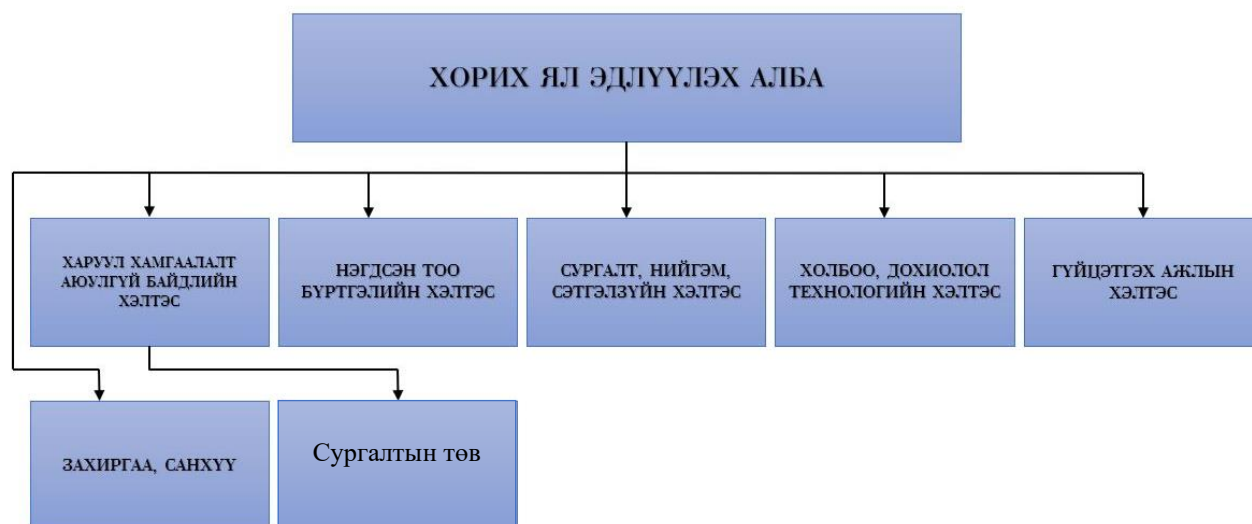 ХОРИХ ЯЛ ЭДЛҮҮЛЭХ АЛБА
ХАРУУЛ ХАМГААЛАЛТ
АЮУЛГҮЙ БАЙДЛИЙН
ХЭЛТЭС
НЭГДСЭН ТОО
БҮРТГЭЛИЙН ХЭЛТЭС
СУРГАЛТ, НИЙГЭМ,
СЭТГЭЛЗҮЙН ХЭЛТЭС
ХОЛБОО, ДОХИОЛОЛ
ТЕХНОЛОГИЙН ХЭЛТЭС
ГҮЙЦЭТГЭХ АЖЛЫН
ХЭЛТЭС
ЗАХИРГАА, САНХҮҮ
Сургалтын төв